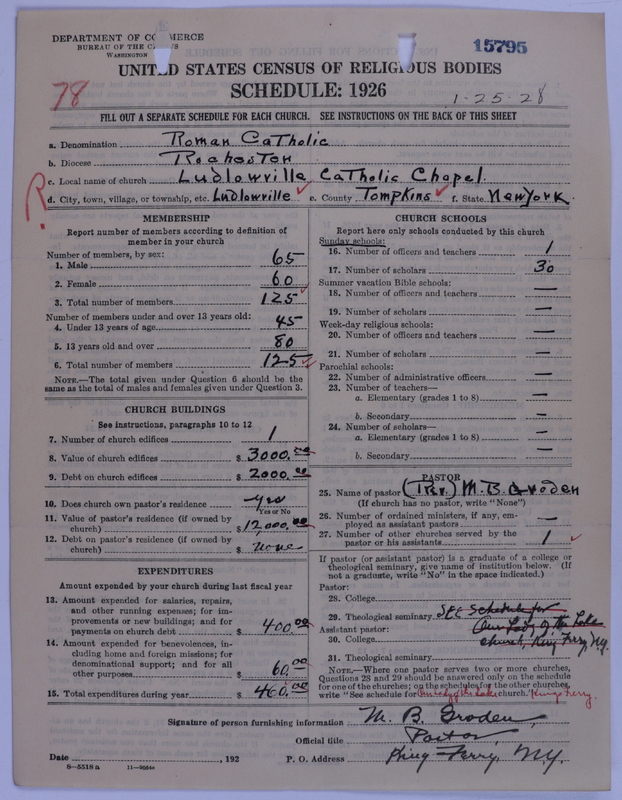 DEPARTMENT OF COMMERCE
BUREAU OF THE CENSUS
WASHINGTON
15795
UNITED STATES CENSUS OF RELIGIOUS BODIES
SCHEDULE: 1926
78
1-25-28
FILL OUT A SEPARATE SCHEDULE FOR EACH CHURCH. SEE INSTRUCTIONS ON THE BACK OF THIS SHEET
a. Denomination Roman Catholic
b. Diocese Rochester
c. Local name of church Ludlowville Catholic Chapel.
R.
d. City, town, village, or township, etc. Ludlowville e. County Tompkins f. State New York.
MEMBERSHIP
Report number of members according to definition of
member in your church
Number of members, by sex:
1. Male 65
2. Female 60
3. Total number of members 125
Number of members under and over 13 years old:
4. Under 13 years of age 45
5. 13 years old and over 80
6. Total number of members 125
NOTE.—The total given under Question 6 should be the
same as the total of males and females given under Question 3.
CHURCH BUILDINGS
See instructions, paragraphs 10 to 12
7. Number of church edifices 1
8. Value of church edifices $ 3000.00
9. Debt on church edifices $ 2000.00
10. Does church own pastor's residence yes
Yes or No
11. Value of pastor's residence (if owned by
church) $ 12,000.00
12. Debt on pastor's residence (if owned by
church) $ none
EXPENDITURES
Amount expended by your church during last fiscal year
13. Amount expended for salaries, repairs,
and other running expenses; for im-
provements or new buildings; and for
payments on church debt $ 400.00
14. Amount expended for benevolences, in-
cluding home and foreign missions; for
denominational support; and for all
other purposes $ 60.00
15. Total expenditures during year $ 460.00
CHURCH SCHOOLS
Report here only schools conducted by this church
Sunday schools:
16. Number of officers and teachers 1
17. Number of scholars 30
Summer vacation Bible schools:
18. Number of officers and teachers —
19. Number of scholars —
Week-day religious schools:
20. Number of officers and teachers —
21. Number of scholars —
Parochial schools:
22. Number of administrative officers —
23. Number of teachers—
a. Elementary (grades 1 to 8) —
b. Secondary —
24. Number of scholars—
a. Elementary (grades 1 to 8) —
b. Secondary —
PASTOR
25. Name of pastor (Rev.) M. B. Groden
(If church has no pastor, write "None")
26. Number of ordained ministers, if any, em-
ployed as assistant pastors —
27. Number of other churches served by the
pastor or his assistants 1
If pastor (or assistant pastor) is a graduate of a college or
theological seminary, give name of institution below. (If
not a graduate, write "No" in the space indicated.)
Pastor:
28. College
29. Theological seminary See Schedule for
Assistant pastor: Our Lady of the Lake
30. College church, King Ferry, N.Y.
31. Theological seminary
NOTE.—Where one pastor serves two or more churches,
Questions 28 and 29 should be answered only on the schedule
for one of the churches; on the schedules for the other churches,
write "See schedule for Our Lady of the Lake church." King Ferry.
Signature of person furnishing information M. B. Groden,
Official title Pastor,
Date , 192 P. O. Address King Ferry, N.Y.
8—5518 a